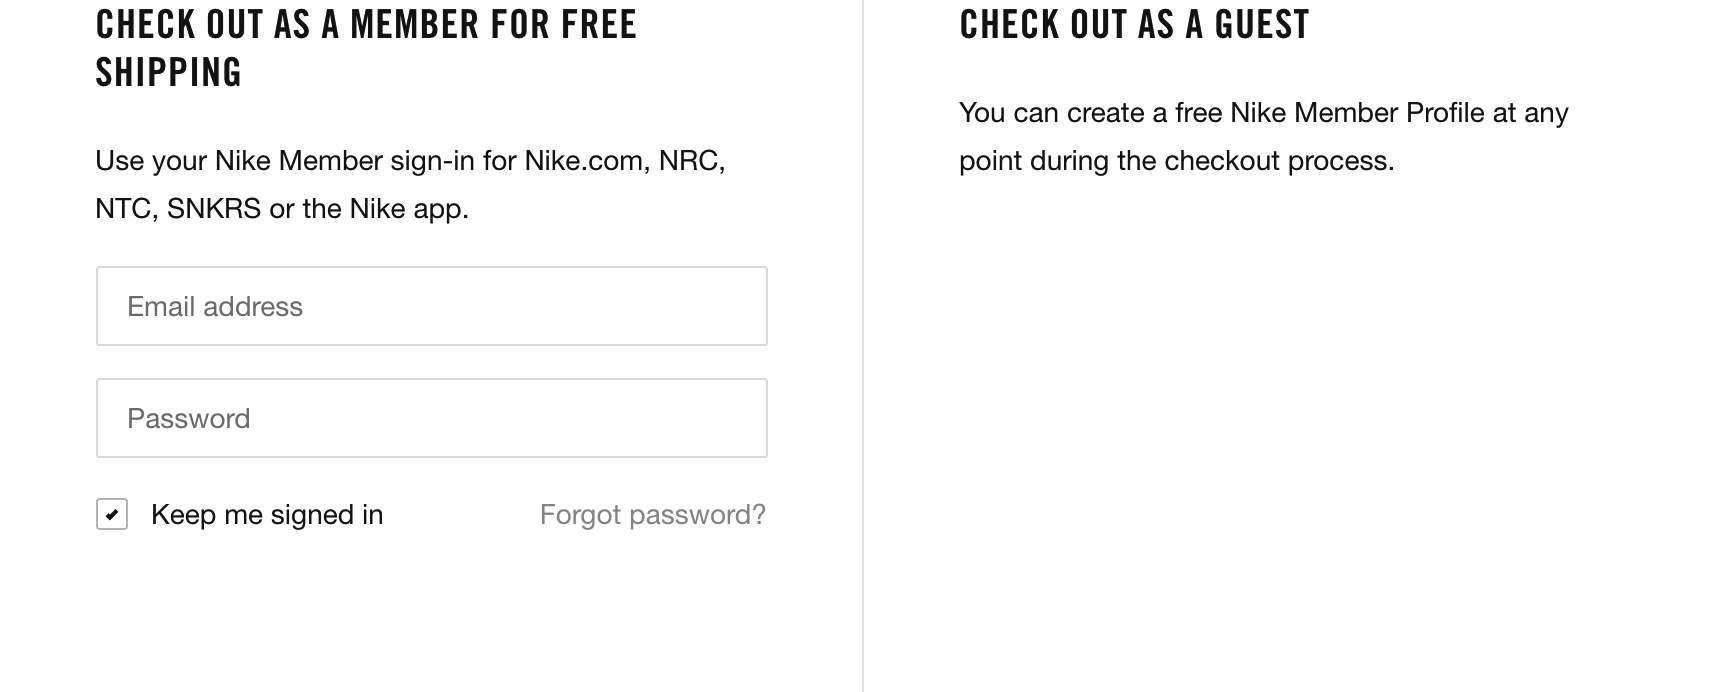 CHECK OUT AS A MEMBER FOR FREE
SHIPPING
Use your Nike Member sign-in for Nike.com, NRC,
NTC, SNKRS or the Nike app.
Email address
Password
Keep me signed in
Forgot password?
CHECK OUT AS A GUEST
You can create a free Nike Member Profile at any
point during the checkout process.